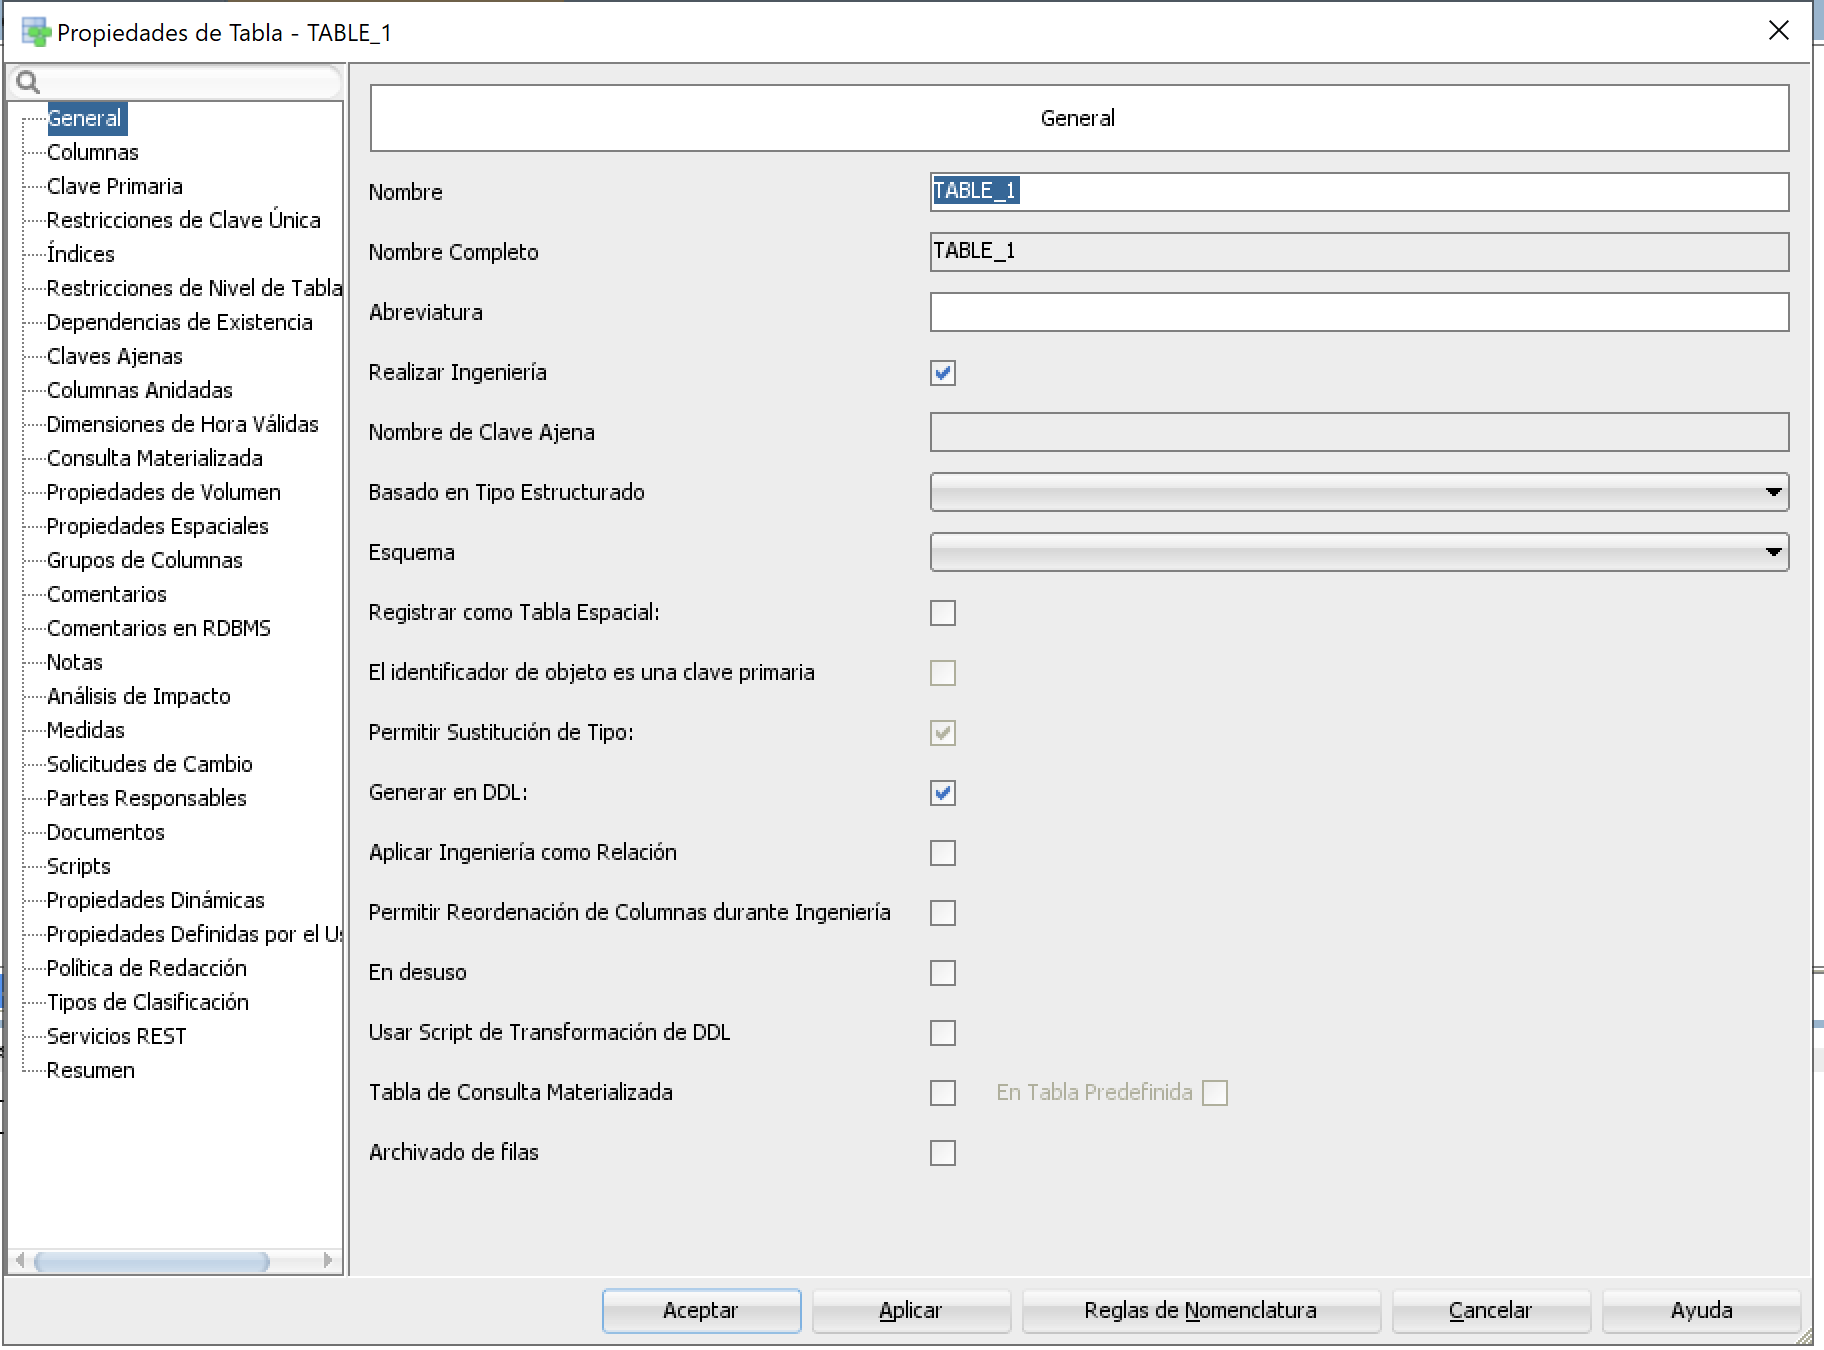 Propiedades de Tabla - TABLE_1
General
Columnas
Clave Primaria
Restricciones de Clave Única
Índices
Restricciones de Nivel de Tabla
Dependencias de Existencia
Claves Ajenas
Columnas Anidadas
Dimensiones de Hora Válidas
Consulta Materializada
Propiedades de Volumen
Propiedades Espaciales
Grupos de Columnas
Comentarios
Comentarios en RDBMS
Notas
Análisis de Impacto
Medidas
Solicitudes de Cambio
Partes Responsables
Documentos
Scripts
Propiedades Dinámicas
Propiedades Definidas por el
Política de Redacción
Tipos de Clasificación
Servicios REST
Resumen
General
Nombre TABLE_1
Nombre Completo TABLE_1
Abreviatura
Realizar Ingeniería
Nombre de Clave Ajena
Basado en Tipo Estructurado
Esquema
Registrar como Tabla Espacial:
El identificador de objeto es una clave primaria
Permitir Sustitución de Tipo:
Generar en DDL:
Aplicar Ingeniería como Relación
Permitir Reordenación de Columnas durante Ingeniería
En desuso
Usar Script de Transformación de DDL
Tabla de Consulta Materializada En Tabla Predefinida
Archivado de filas
Aceptar Aplicar Reglas de Nomenclatura Cancelar Ayuda